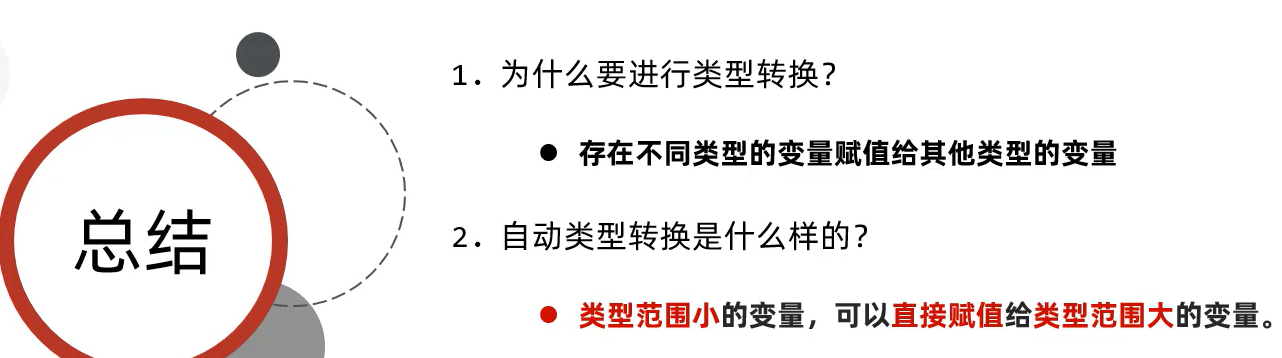 总结
1. 为什么要进行类型转换？
● 存在不同类型的变量赋值给其他类型的变量
2. 自动类型转换是什么样的？
● 类型范围小的变量，可以直接赋值给类型范围大的变量。